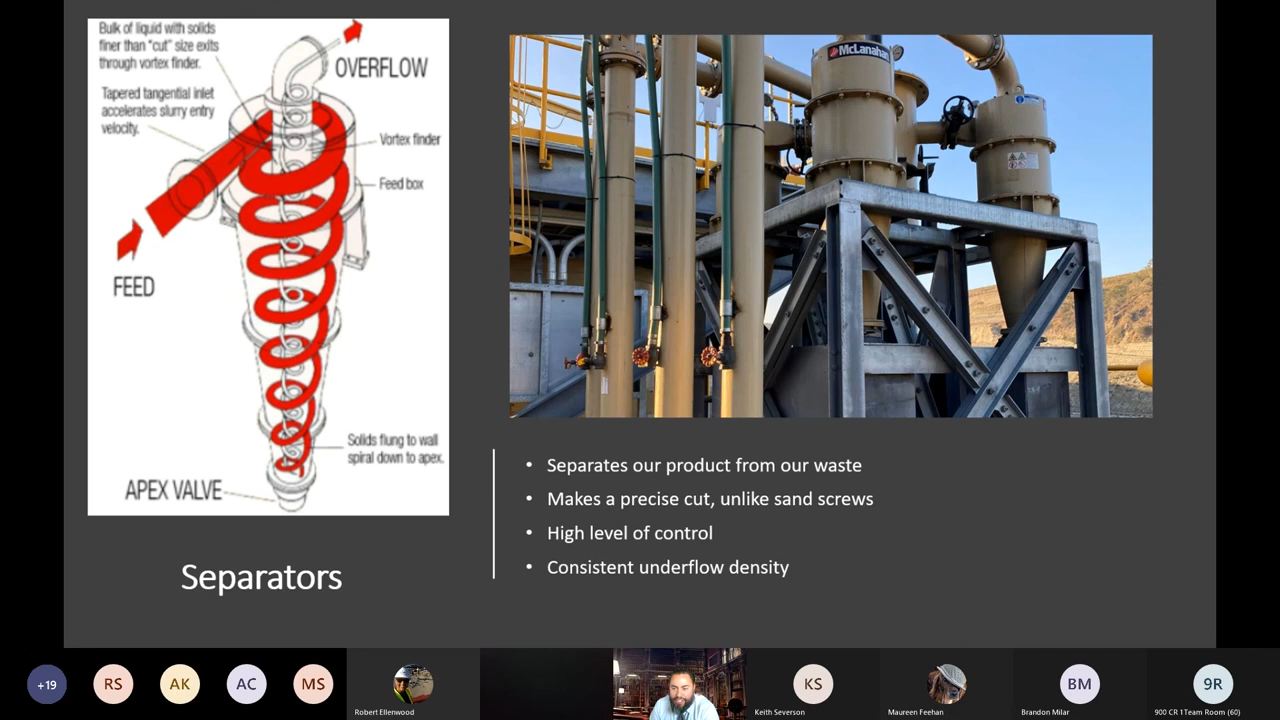 Bulk of liquid with solids
finer than "cut" size exits
through vortex finder.
OVERFLOW
Tapered tangential inlet
accelerates slurry entry
velocity.
Vortex finder
Feed box
FEED
Solids flung to wall
spiral down to apex.
APEX VALVE
Separators
McLanahan
• Separates our product from our waste
• Makes a precise cut, unlike sand screws
• High level of control
• Consistent underflow density
+19
RS
AK
AC
MS
Robert Ellenwood
KS
Keith Severson
Maureen Feehan
BM
Brandon Milar
9R
900 CR 1Team Room (60)